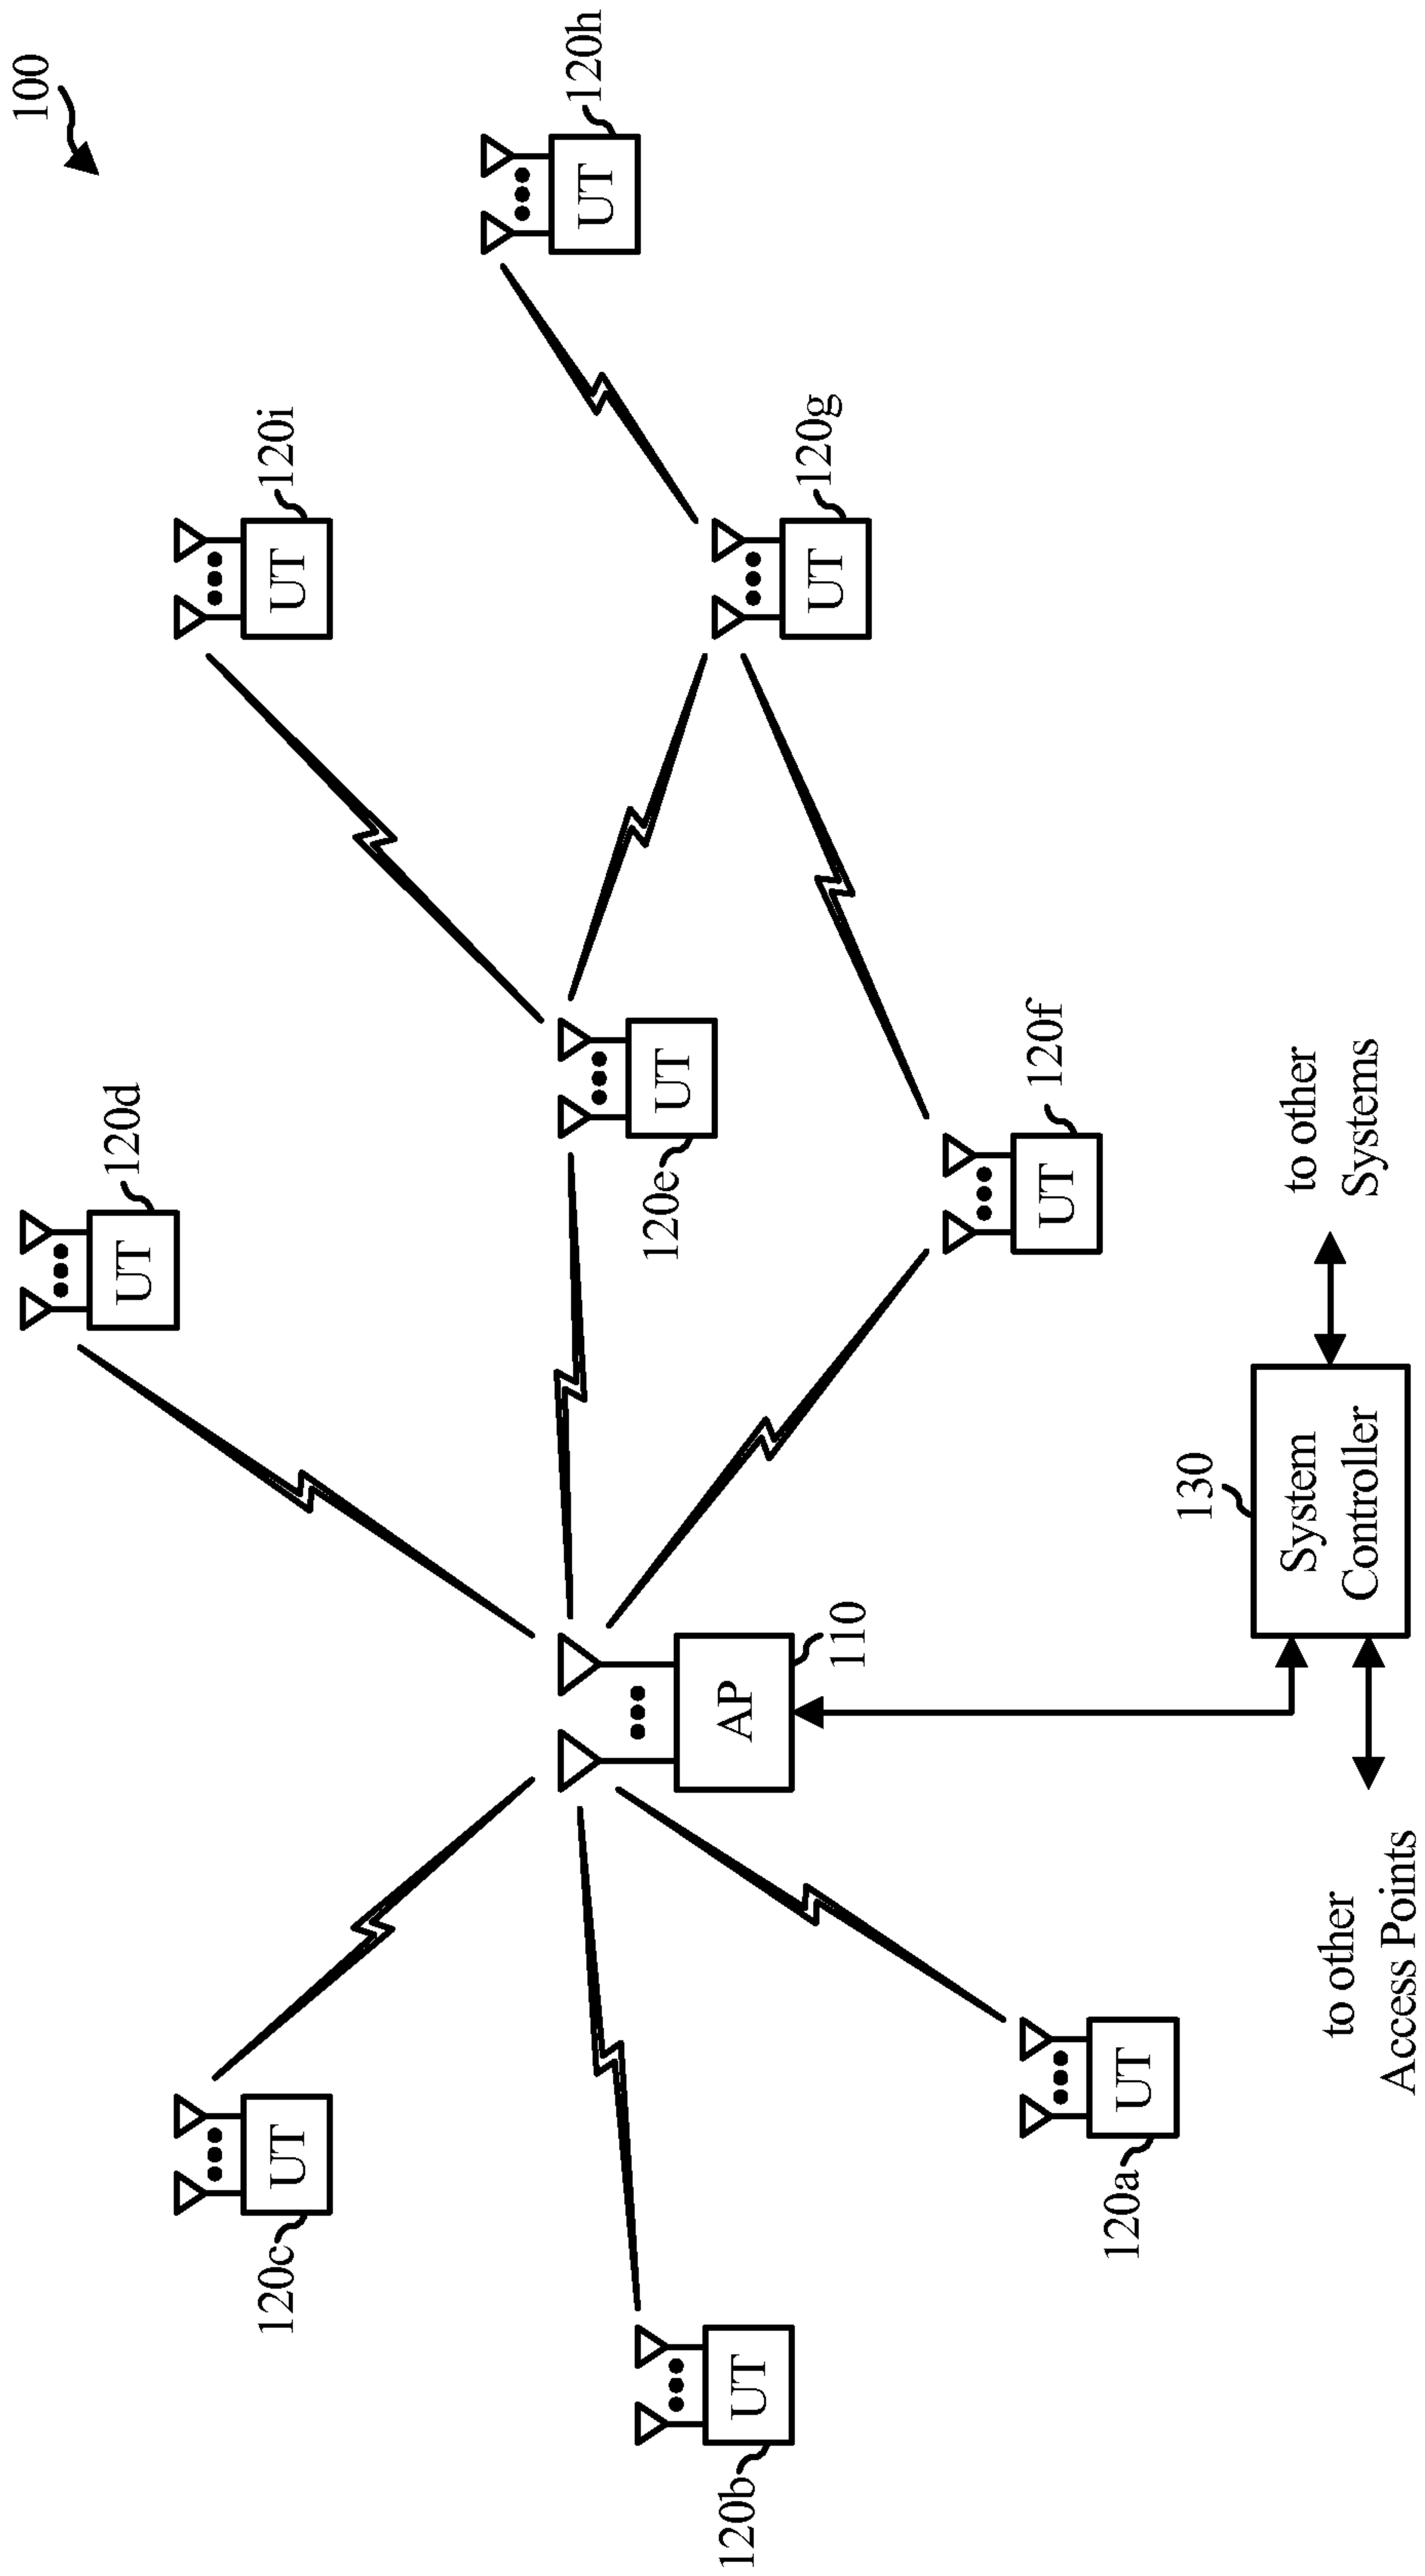 100
120d
UT
120i
UT
120c
UT
120h
UT
120e
UT
AP
110
120b
UT
120g
UT
120f
UT
120a
UT
130
System
Controller
to other
Systems
to other
Access Points